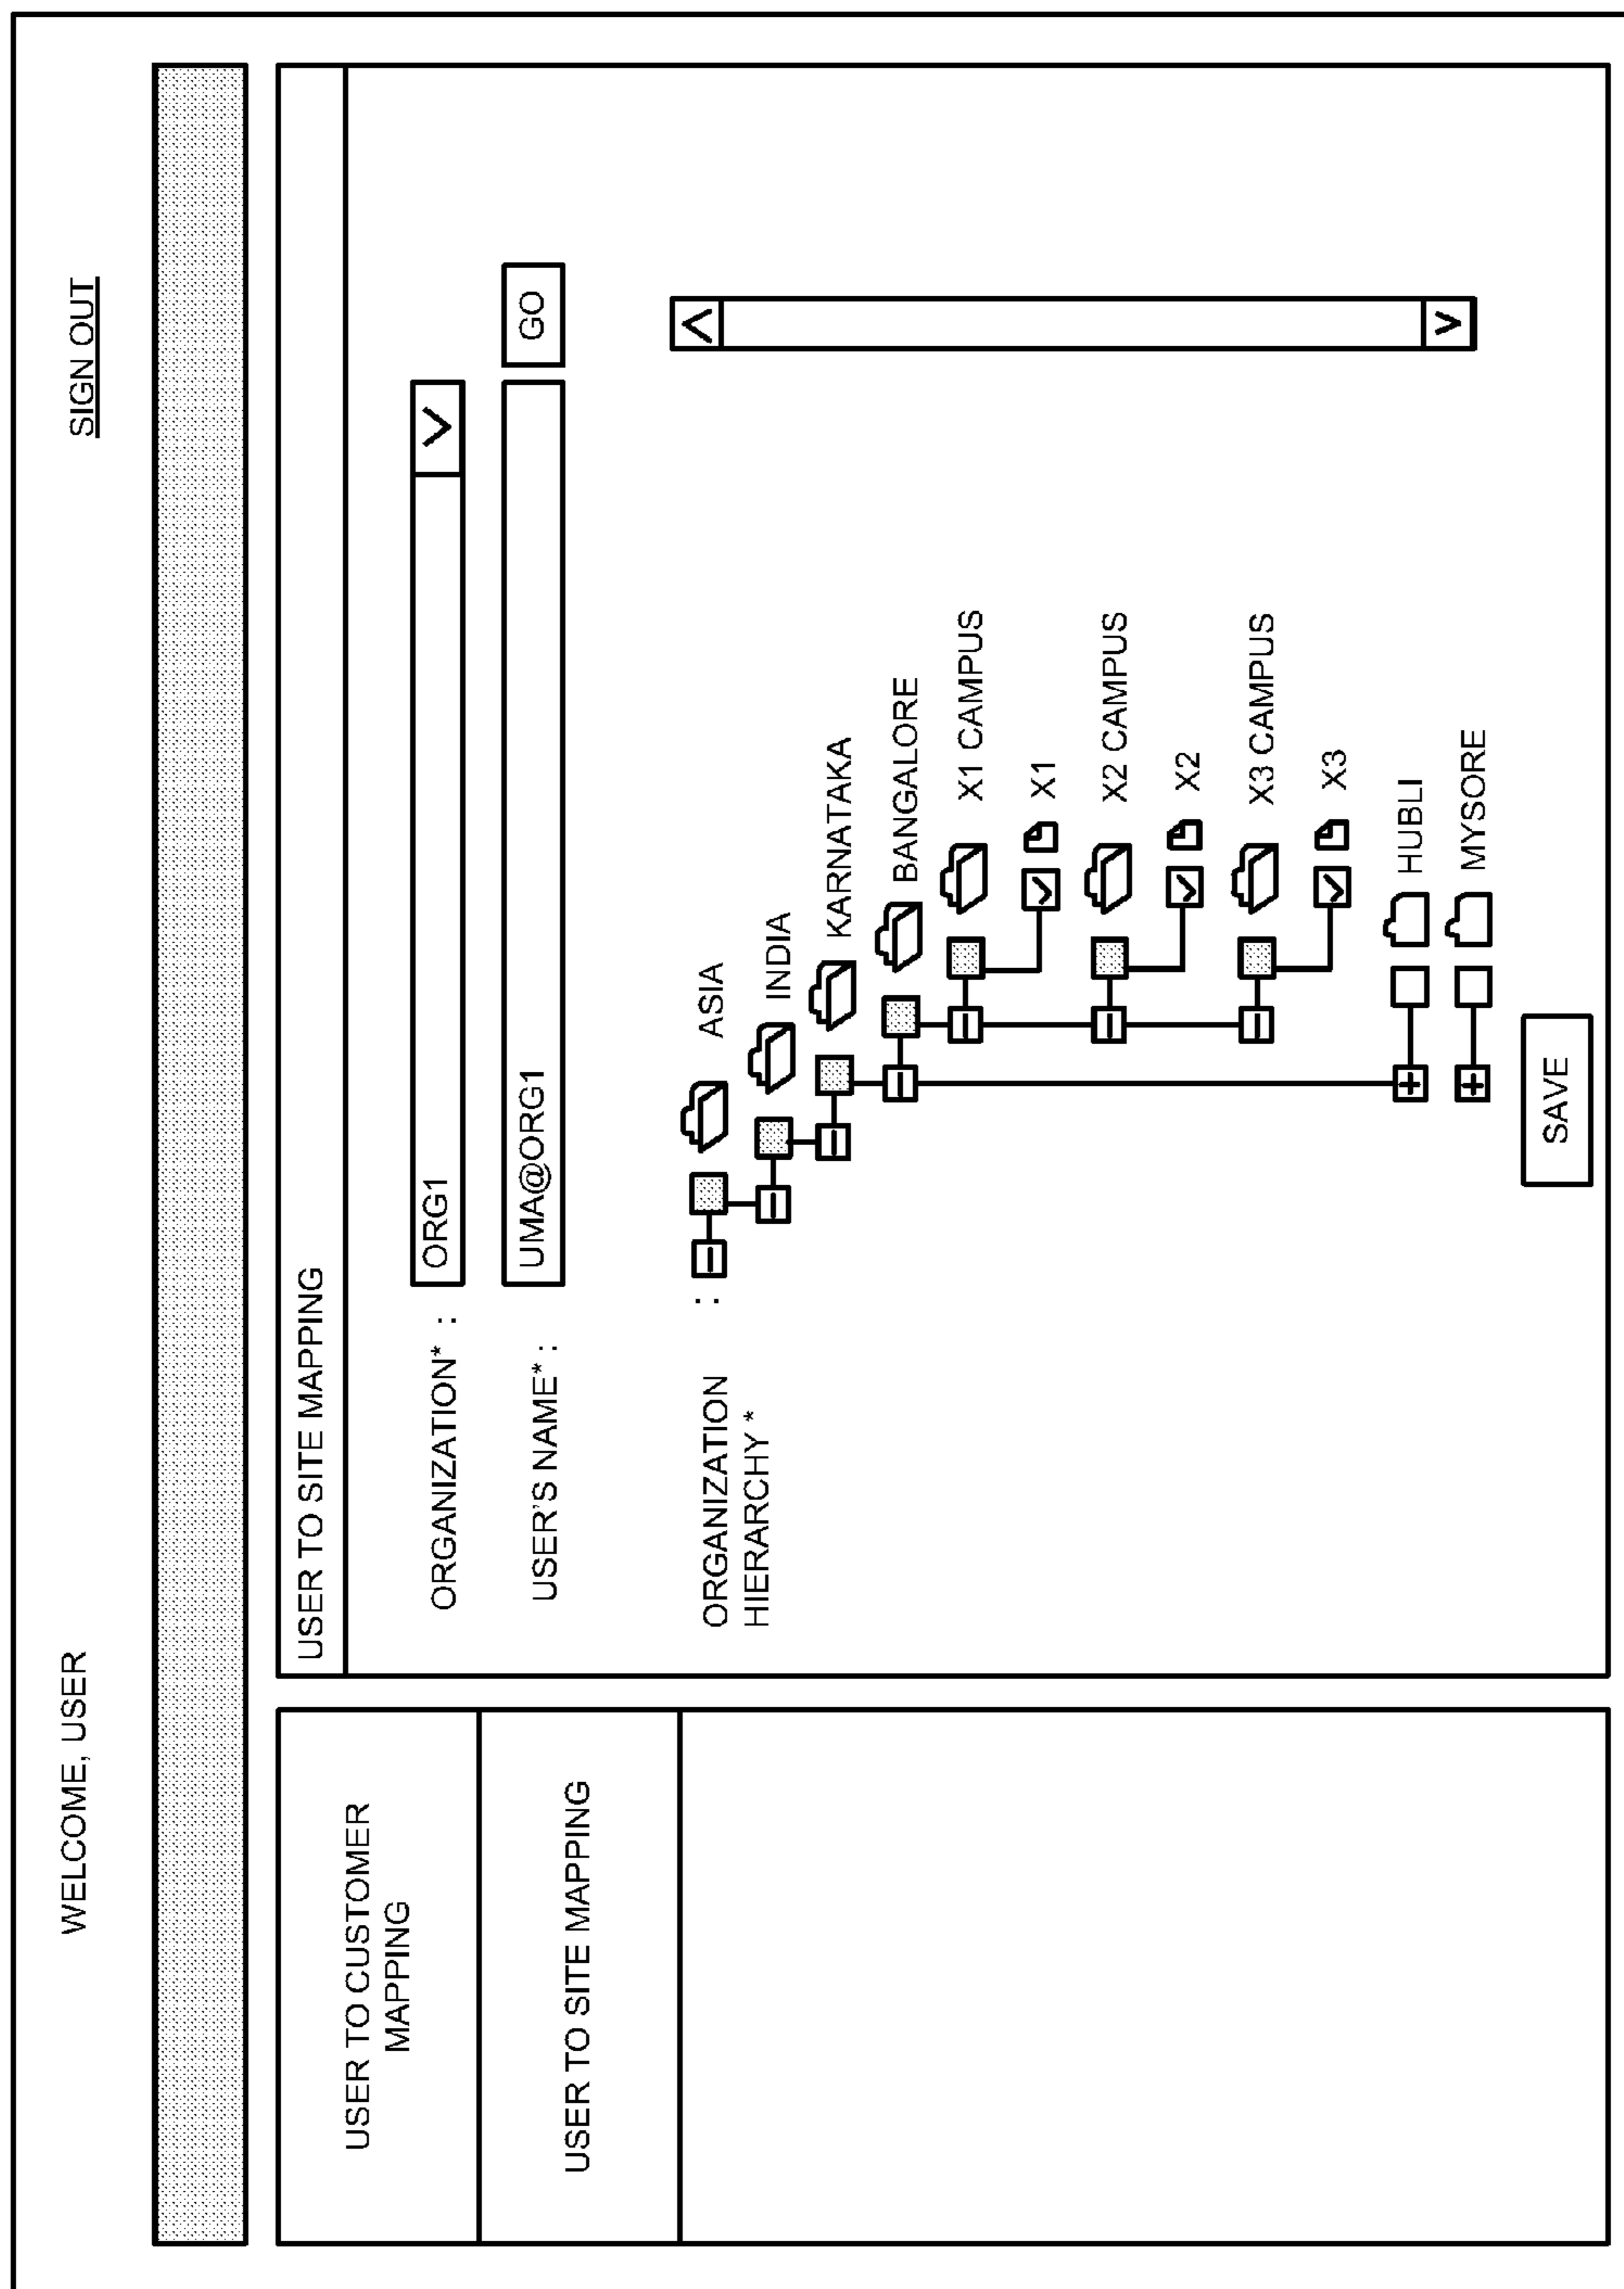 WELCOME, USER
SIGN OUT
USER TO CUSTOMER
MAPPING
USER TO SITE MAPPING
USER TO SITE MAPPING
ORGANIZATION* : ORG1
USER'S NAME* : UMA@ORG1 GO
ORGANIZATION
HIERARCHY *
: ASIA
INDIA
KARNATAKA
BANGALORE
X1 CAMPUS
X1
X2 CAMPUS
X2
X3 CAMPUS
X3
HUBLI
MYSORE
SAVE